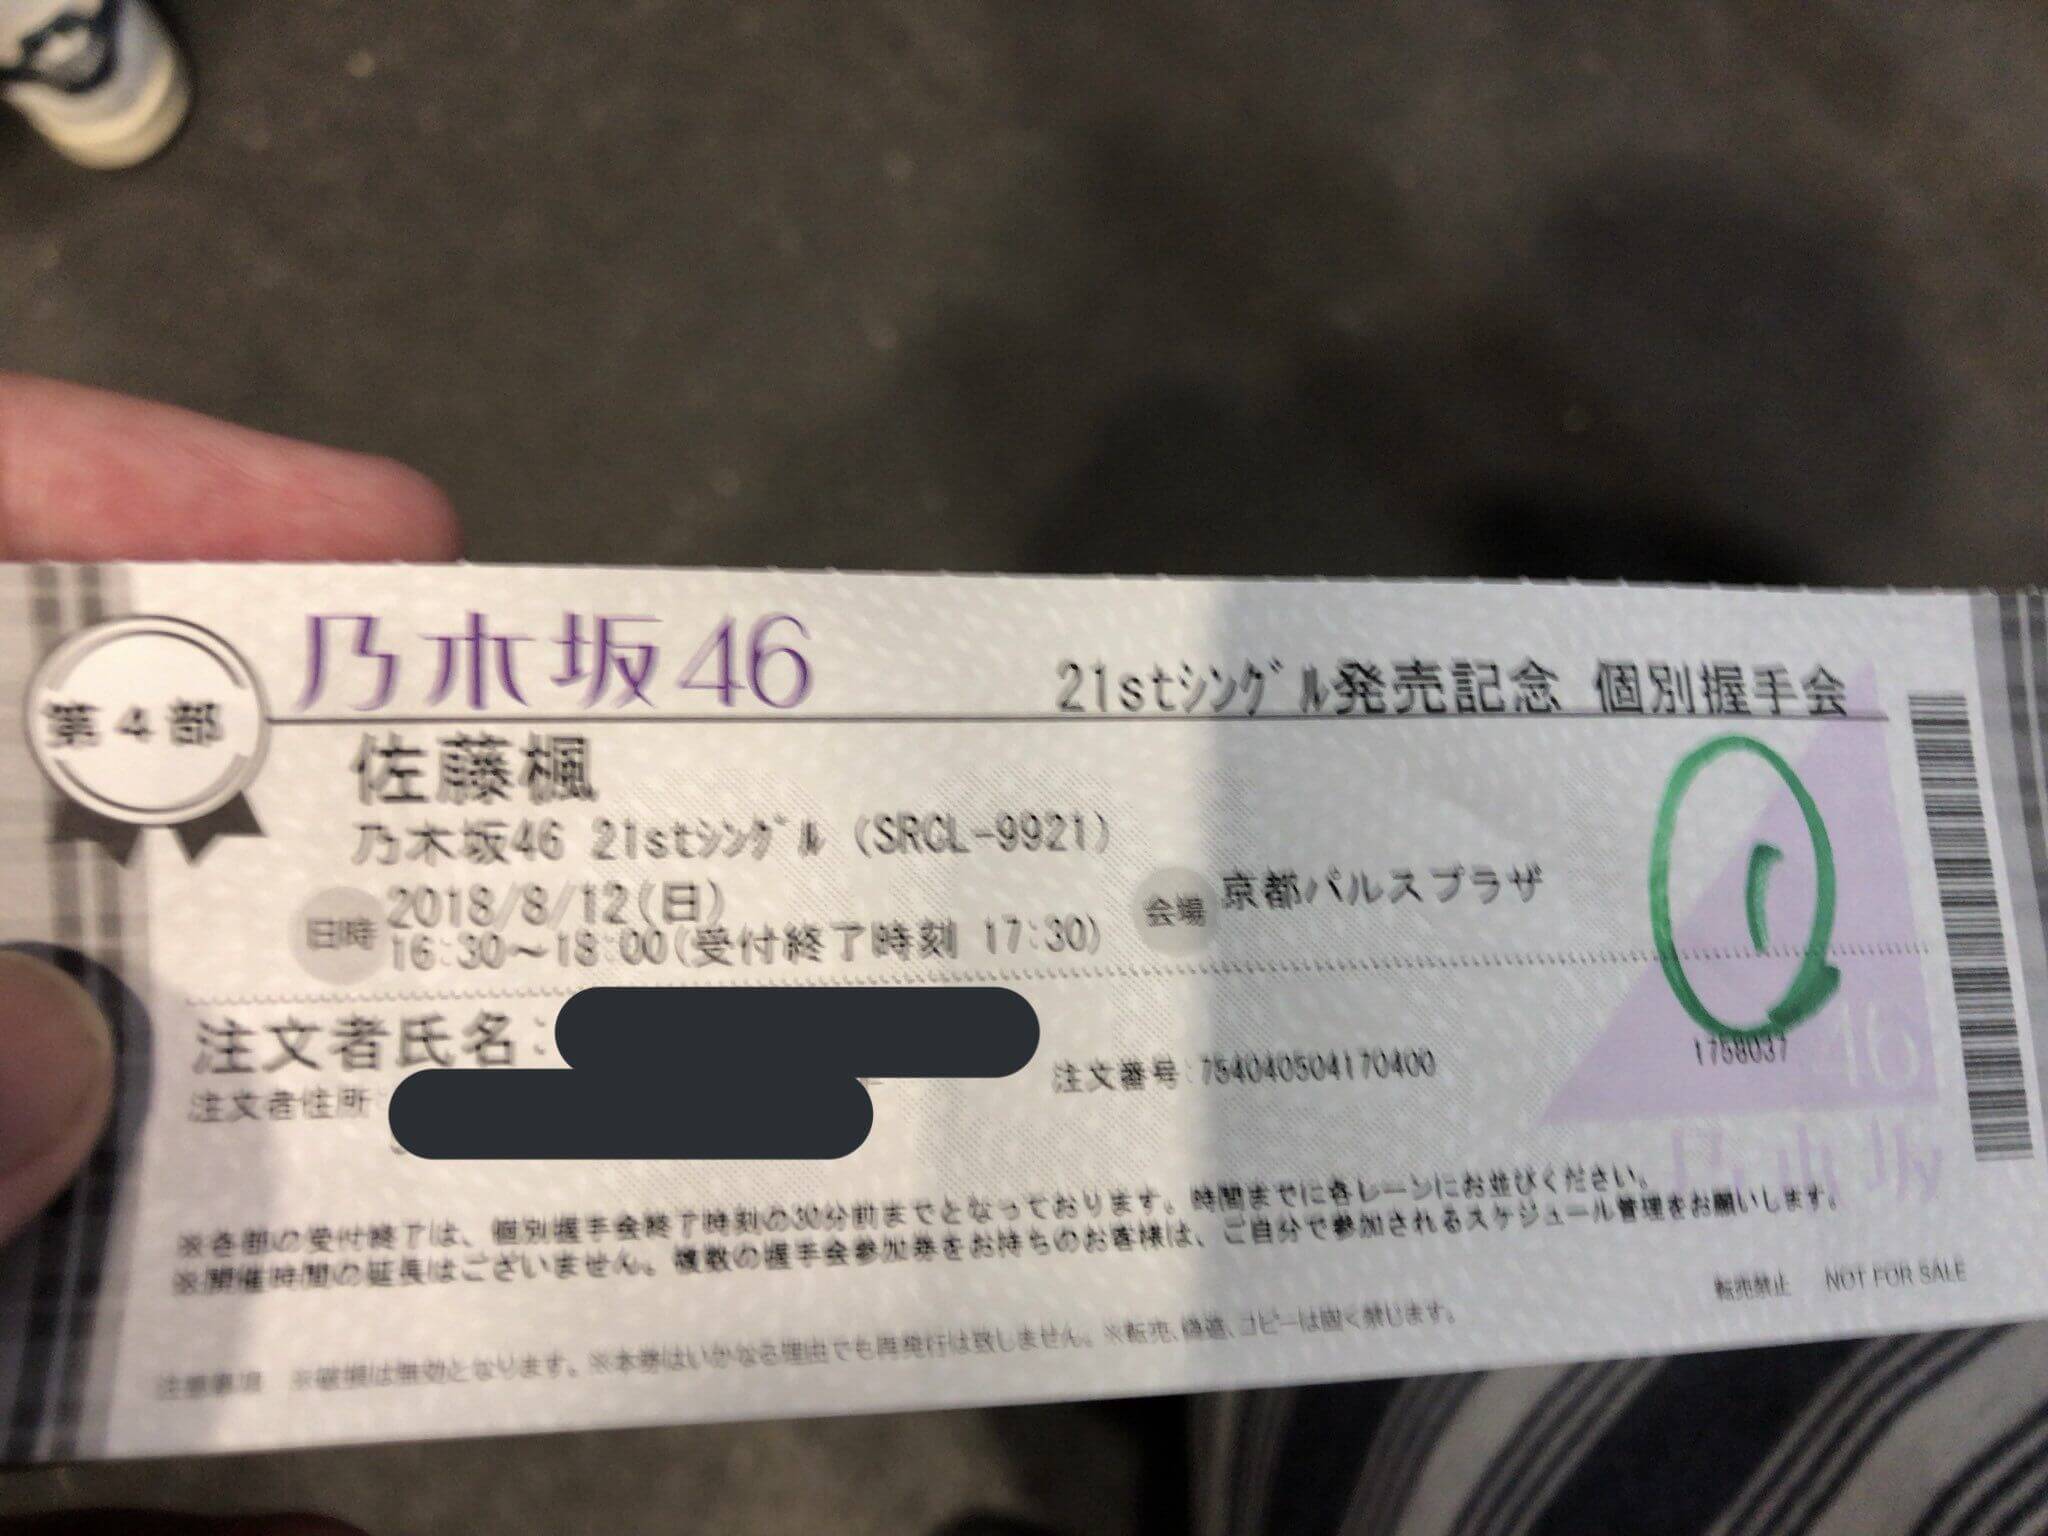 第4部
乃木坂46
21stシングル発売記念 個別握手会
佐藤楓
乃木坂46 21stシングル (SRCL-9921)
日時
2018/8/12(日)
16:30〜18:00(受付終了時刻 17:30)
会場
京都パルスプラザ
1
注文者氏名:
注文者住所:
注文番号:754040504170400
1758037
46
乃木坂
※各部の受付終了は、個別握手会終了時刻の30分前までとなっております。時間までに各レーンにお並びください。
※開催時間の延長はございません。複数の握手会参加券をお持ちのお客様は、ご自分で参加されるスケジュール管理をお願いします。
転売禁止 NOT FOR SALE
注意事項 ※破損は無効となります。※本券はいかなる理由でも再発行は致しません。※転売、偽造、コピーは固く禁じます。